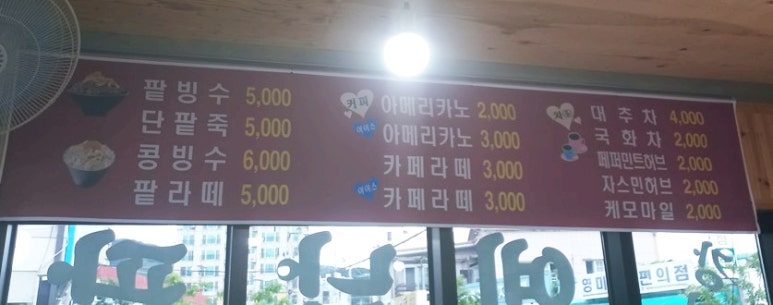 팥빙수 5,000
단팥죽 5,000
콩빙수 6,000
팥라떼 5,000
커피 아메리카노 2,000
아이스 아메리카노 3,000
카페라떼 3,000
아이스 카페라떼 3,000
대추차 4,000
국화차 2,000
페퍼민트허브 2,000
자스민허브 2,000
케모마일 2,000
편의점